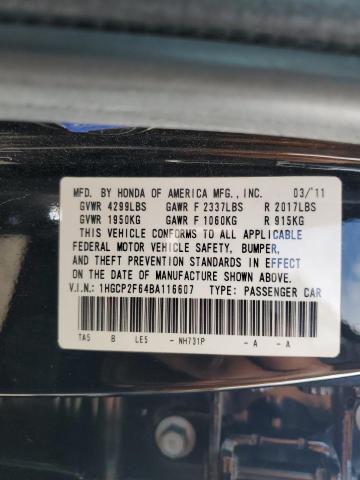 MFD. BY HONDA OF AMERICA MFG., INC. 03/'11
GVWR 4299LBS GAWR F 2337LBS R 2017LBS
GVWR 1950KG GAWR F 1060KG R 915KG
THIS VEHICLE CONFORMS TO ALL APPLICABLE
FEDERAL MOTOR VEHICLE SAFETY, BUMPER,
AND THEFT PREVENTION STANDARDS IN EFFECT
ON THE DATE OF MANUFACTURE SHOWN ABOVE.
V.I.N.: 1HGCP2F64BA116607 TYPE: PASSENGER CAR
TA5 B LE5 -NH731P -A -A